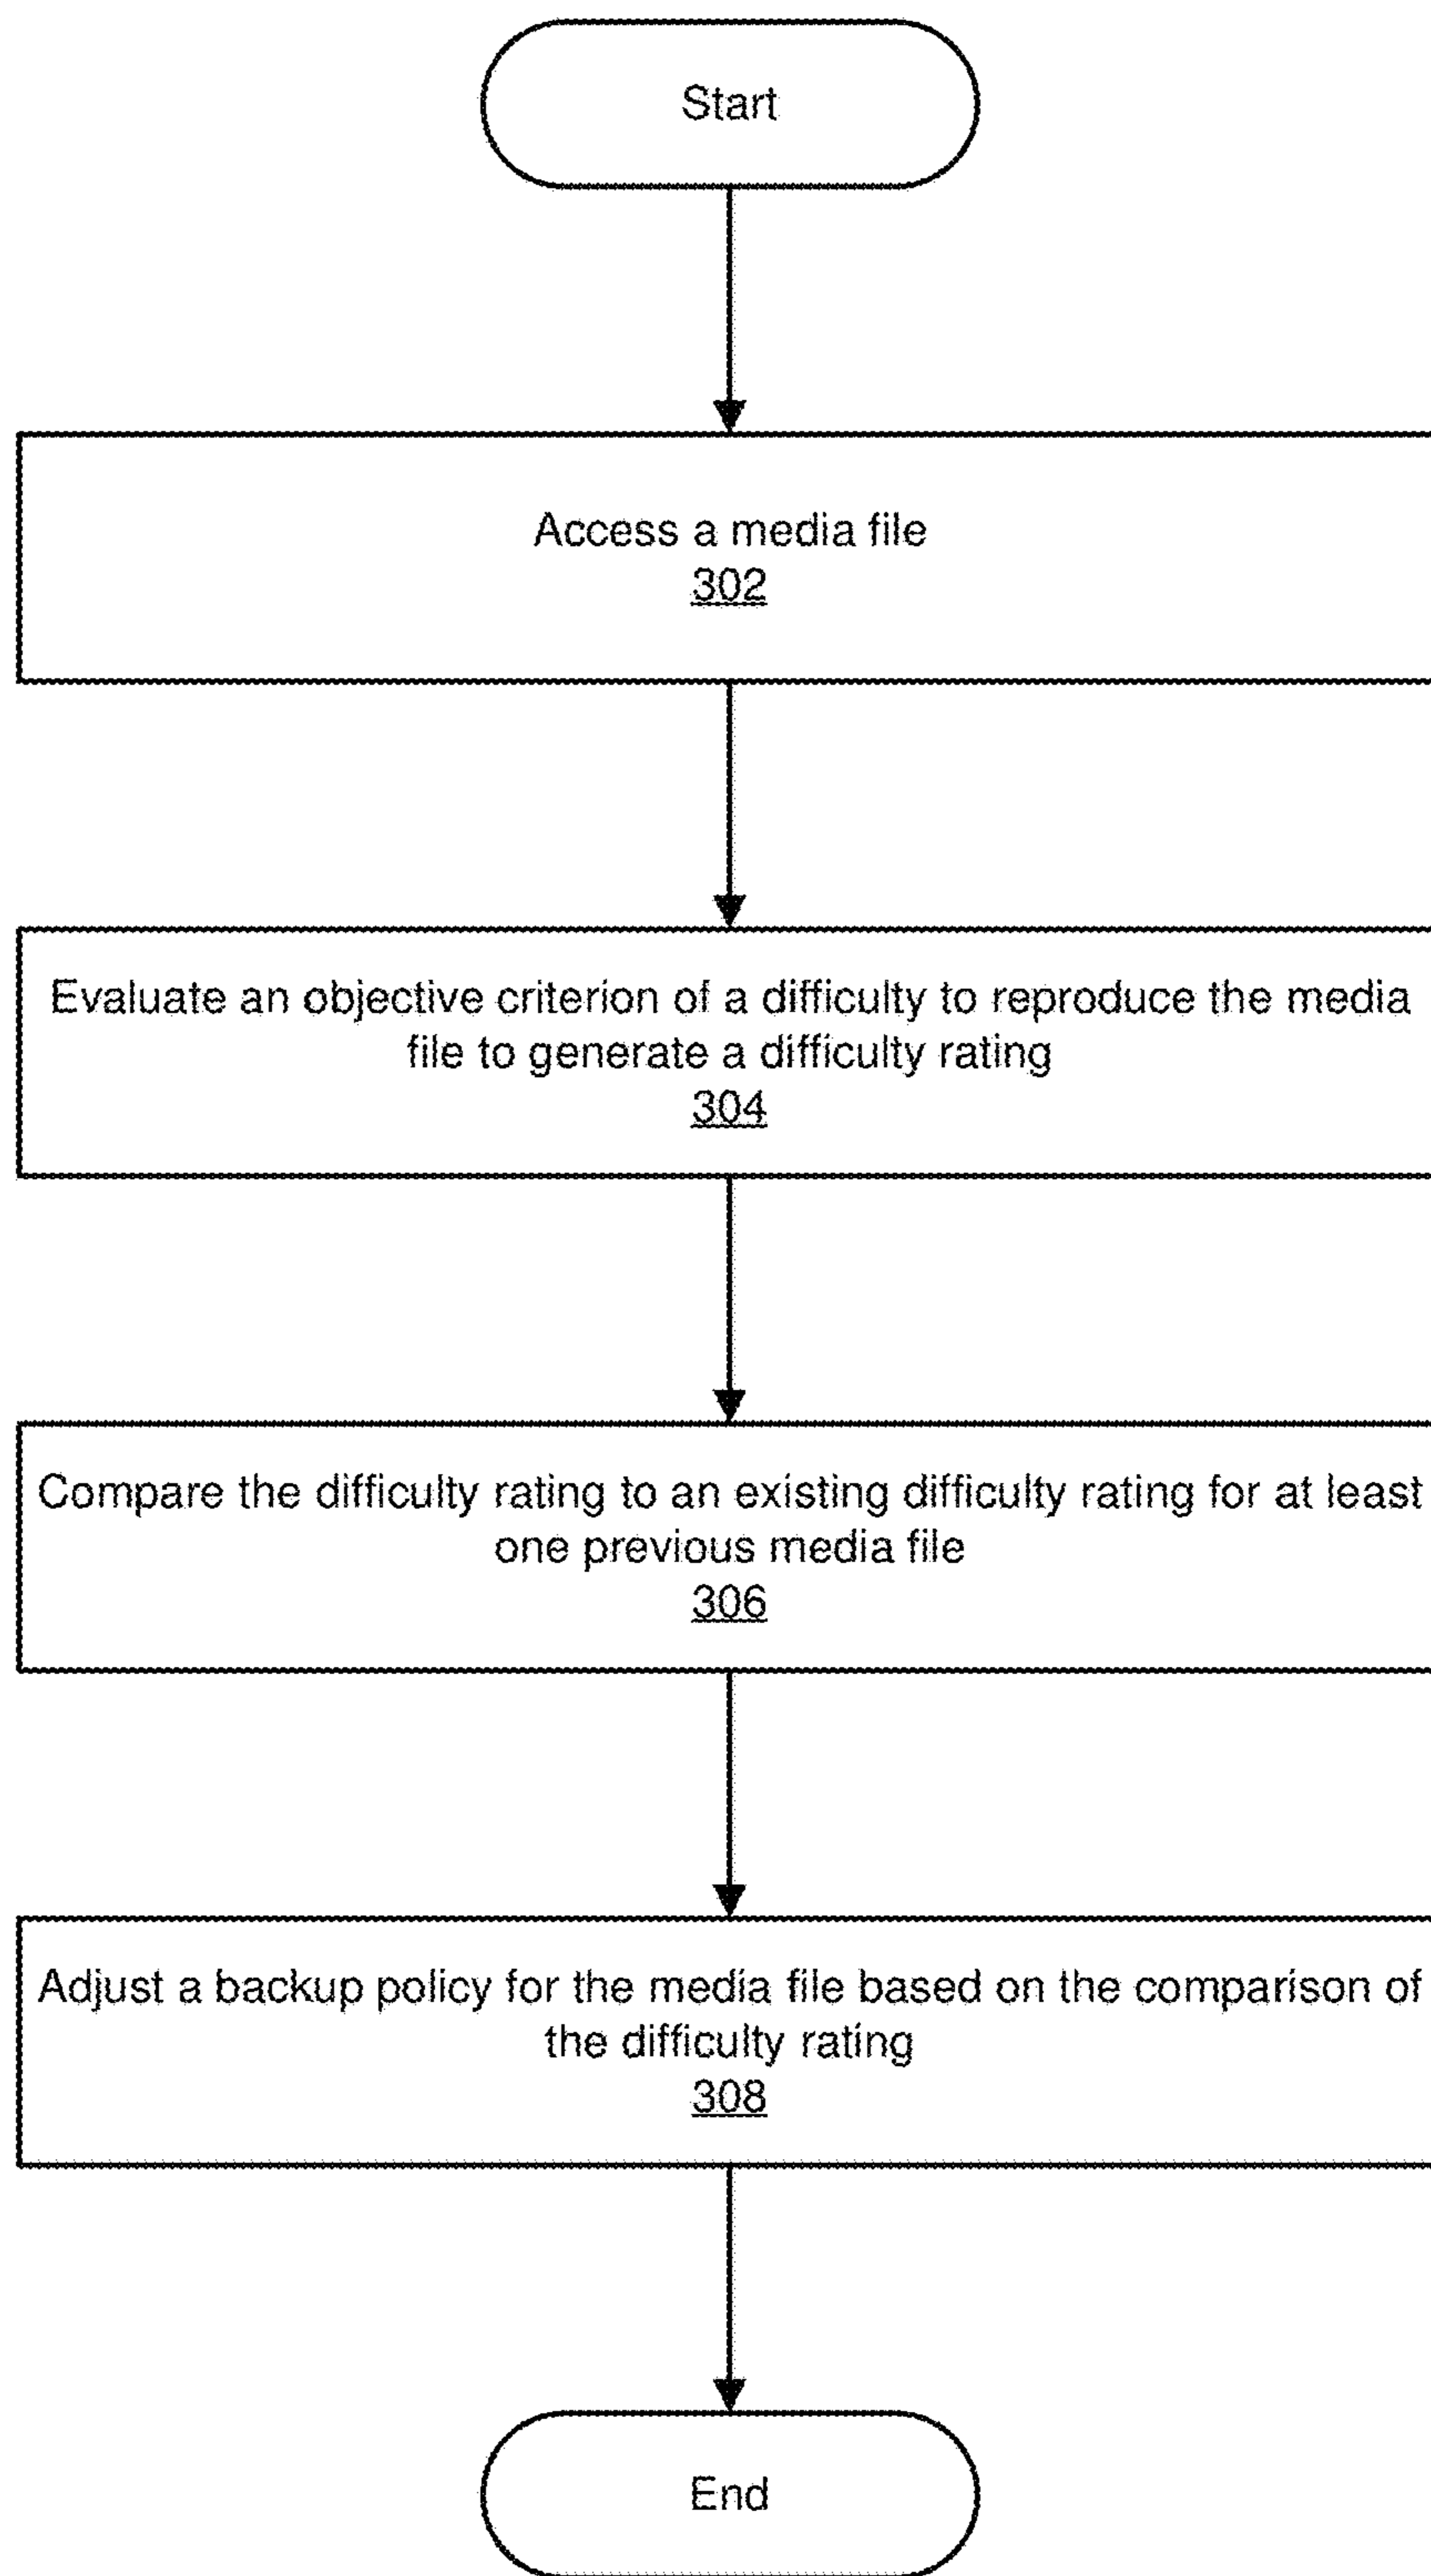 Start
Access a media file
302
Evaluate an objective criterion of a difficulty to reproduce the media
file to generate a difficulty rating
304
Compare the difficulty rating to an existing difficulty rating for at least
one previous media file
306
Adjust a backup policy for the media file based on the comparison of
the difficulty rating
308
End